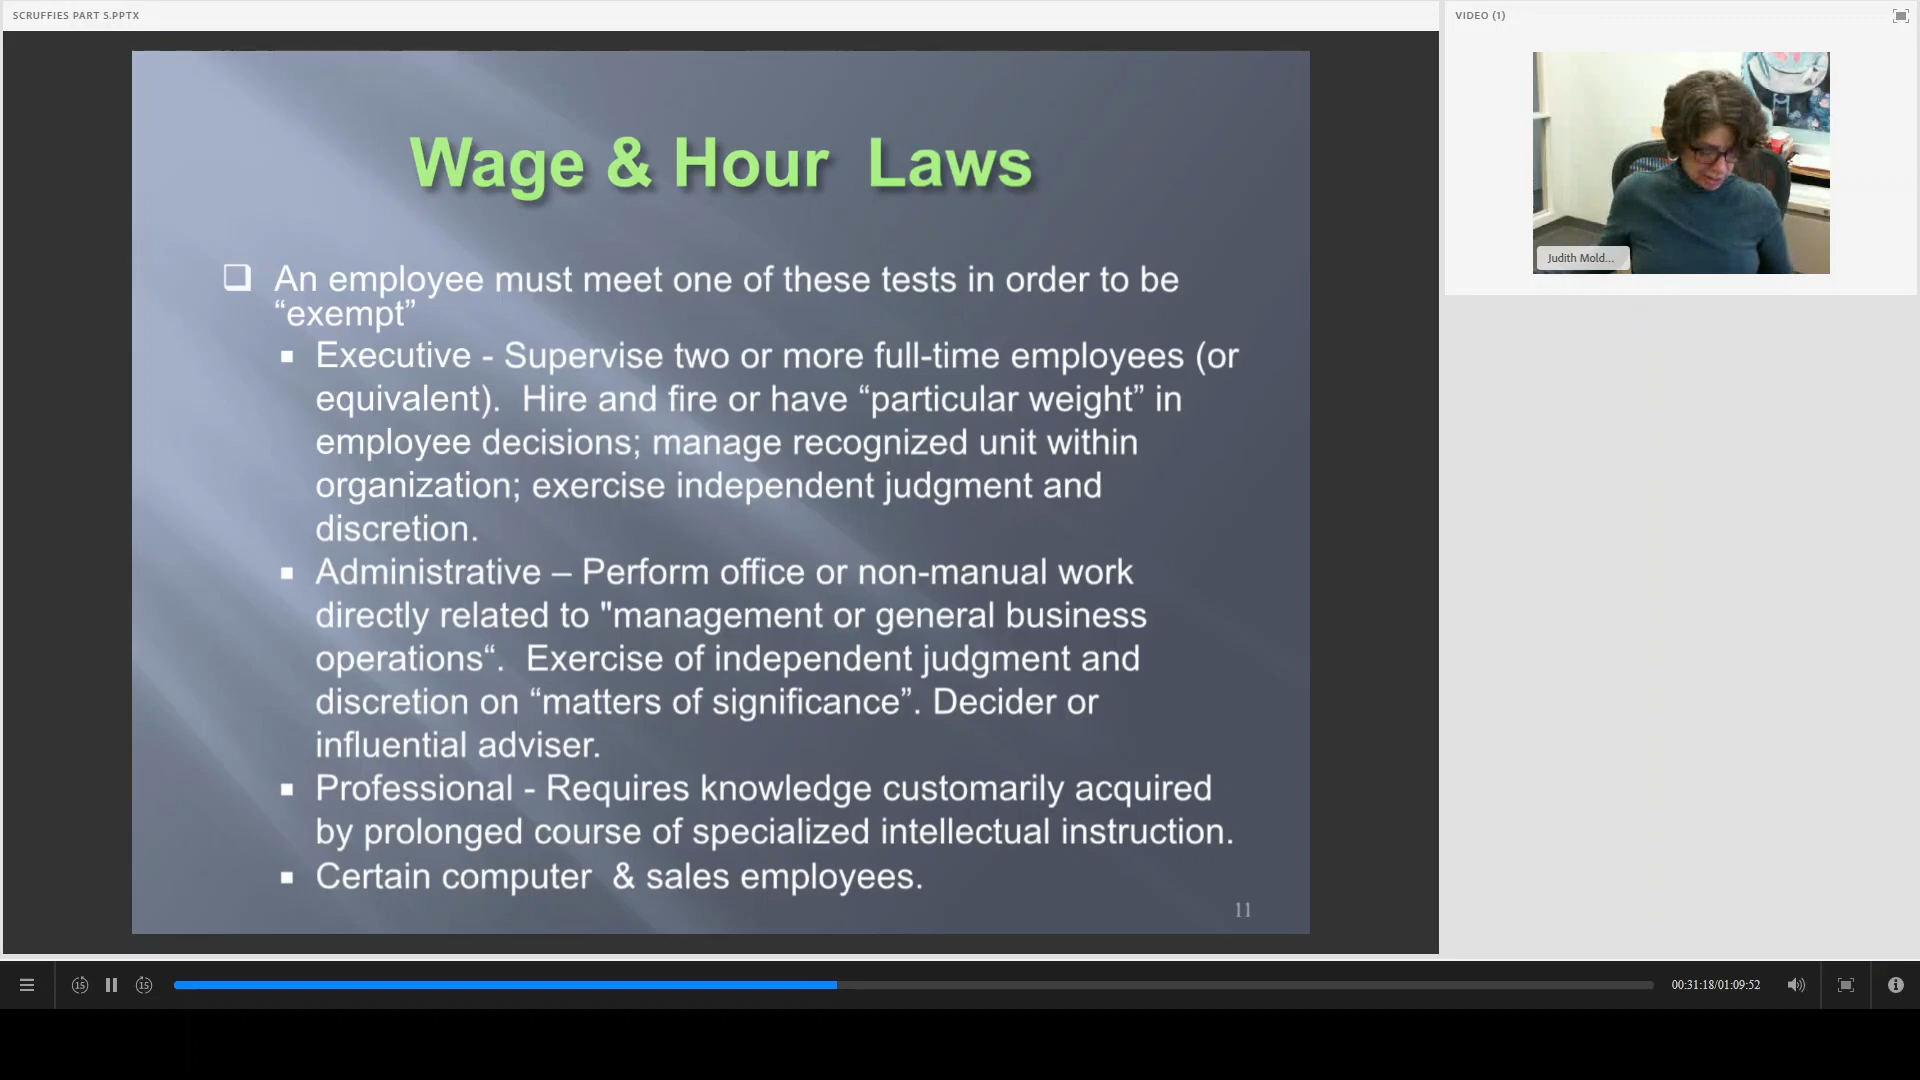 SCRUFFIES PART 5.PPTX
VIDEO (1)
Wage & Hour  Laws
An employee must meet one of these tests in order to be
“exempt”
Executive - Supervise two or more full-time employees (or
equivalent).  Hire and fire or have “particular weight” in
employee decisions; manage recognized unit within
organization; exercise independent judgment and
discretion.
Administrative – Perform office or non-manual work
directly related to "management or general business
operations“.  Exercise of independent judgment and
discretion on “matters of significance”. Decider or
influential adviser.
Professional - Requires knowledge customarily acquired
by prolonged course of specialized intellectual instruction.
Certain computer  & sales employees.
11
Judith Mold...
15
15
00:31:18/01:09:52